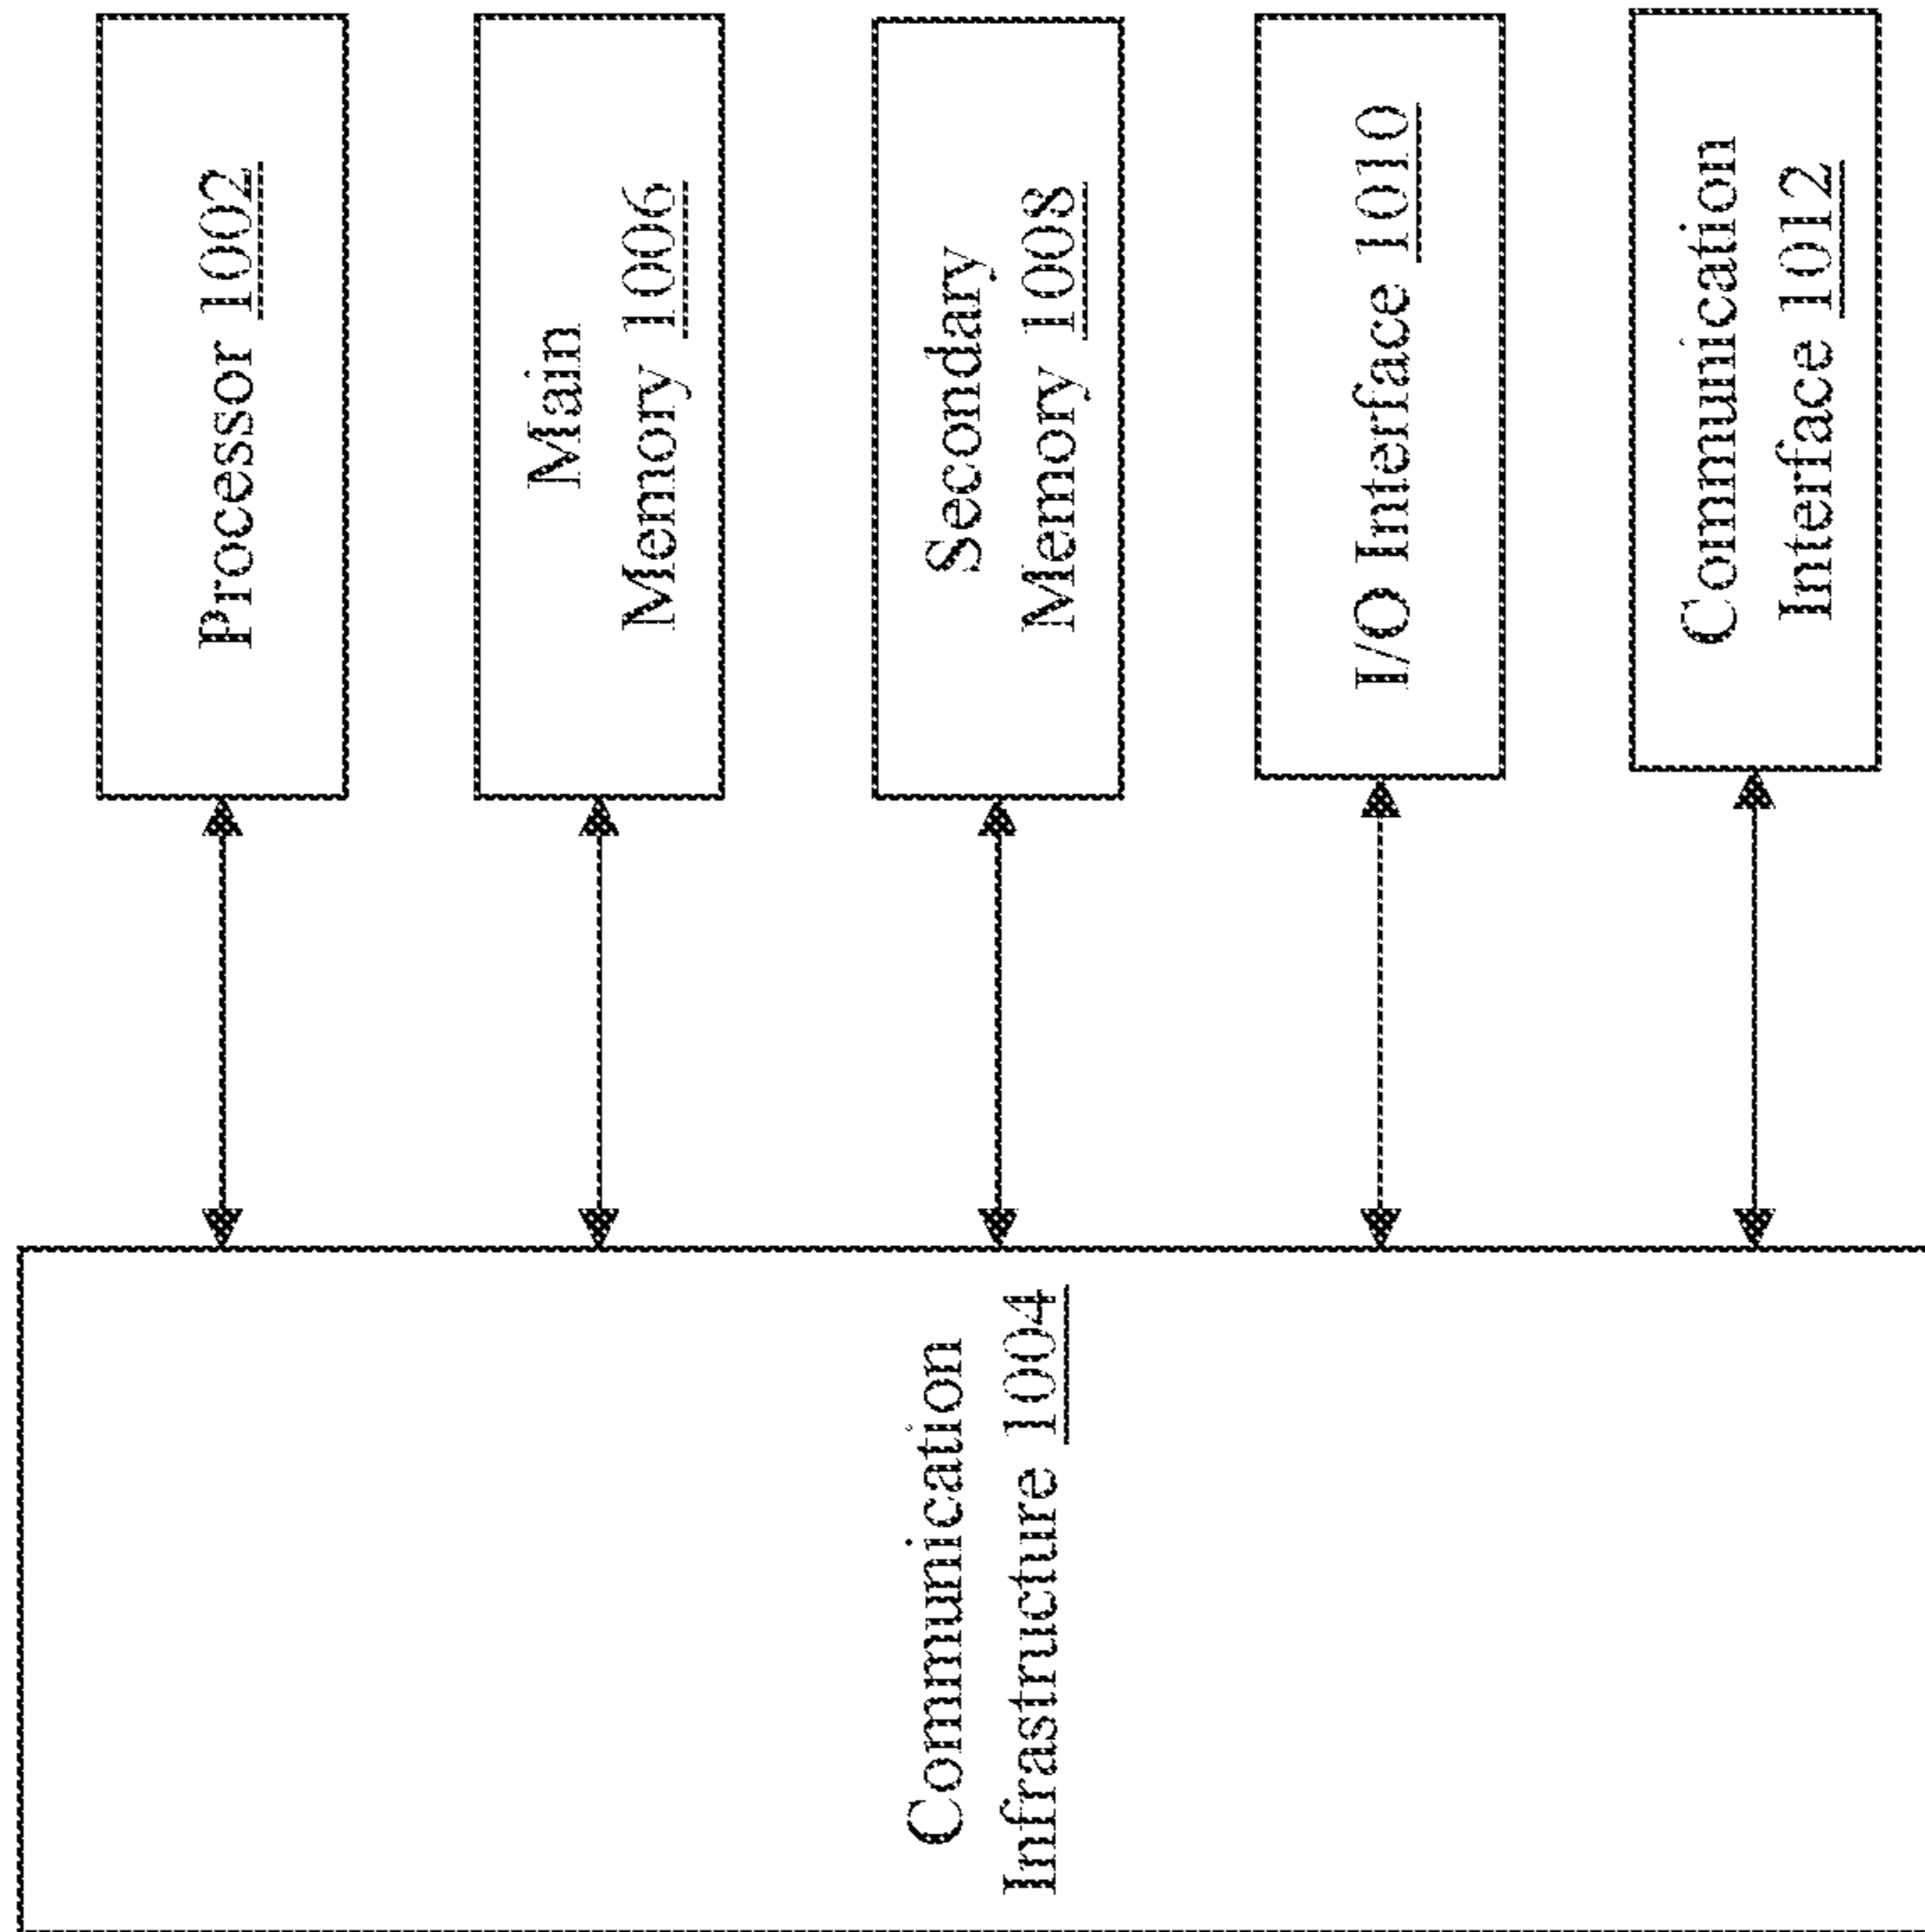 Processor 1002
Main
Memory 1006
Secondary
Memory 1008
I/O Interface 1010
Communication
Interface 1012
Communication
Infrastructure 1004